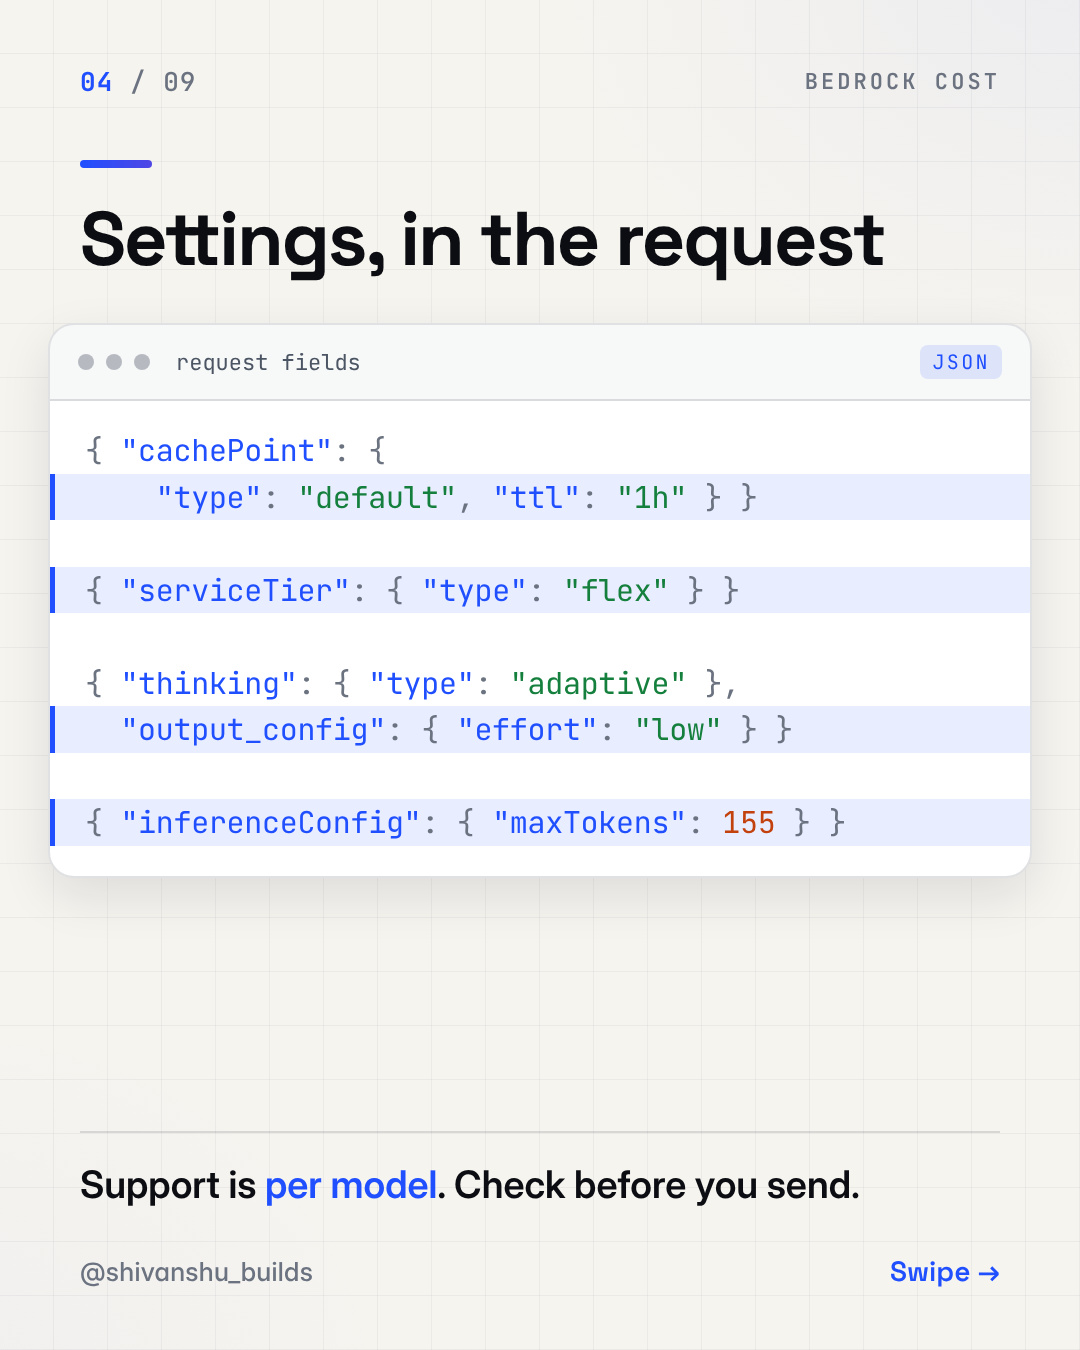 04 / 09
BEDROCK COST
Settings, in the request
request fields
JSON
{ "cachePoint": {
"type": "default", "ttl": "1h" } }
{ "serviceTier": { "type": "flex" } }
{ "thinking": { "type": "adaptive" },
"output_config": { "effort": "low" } }
{ "inferenceConfig": { "maxTokens": 155 } }
Support is per model. Check before you send.
@shivanshu_builds
Swipe →